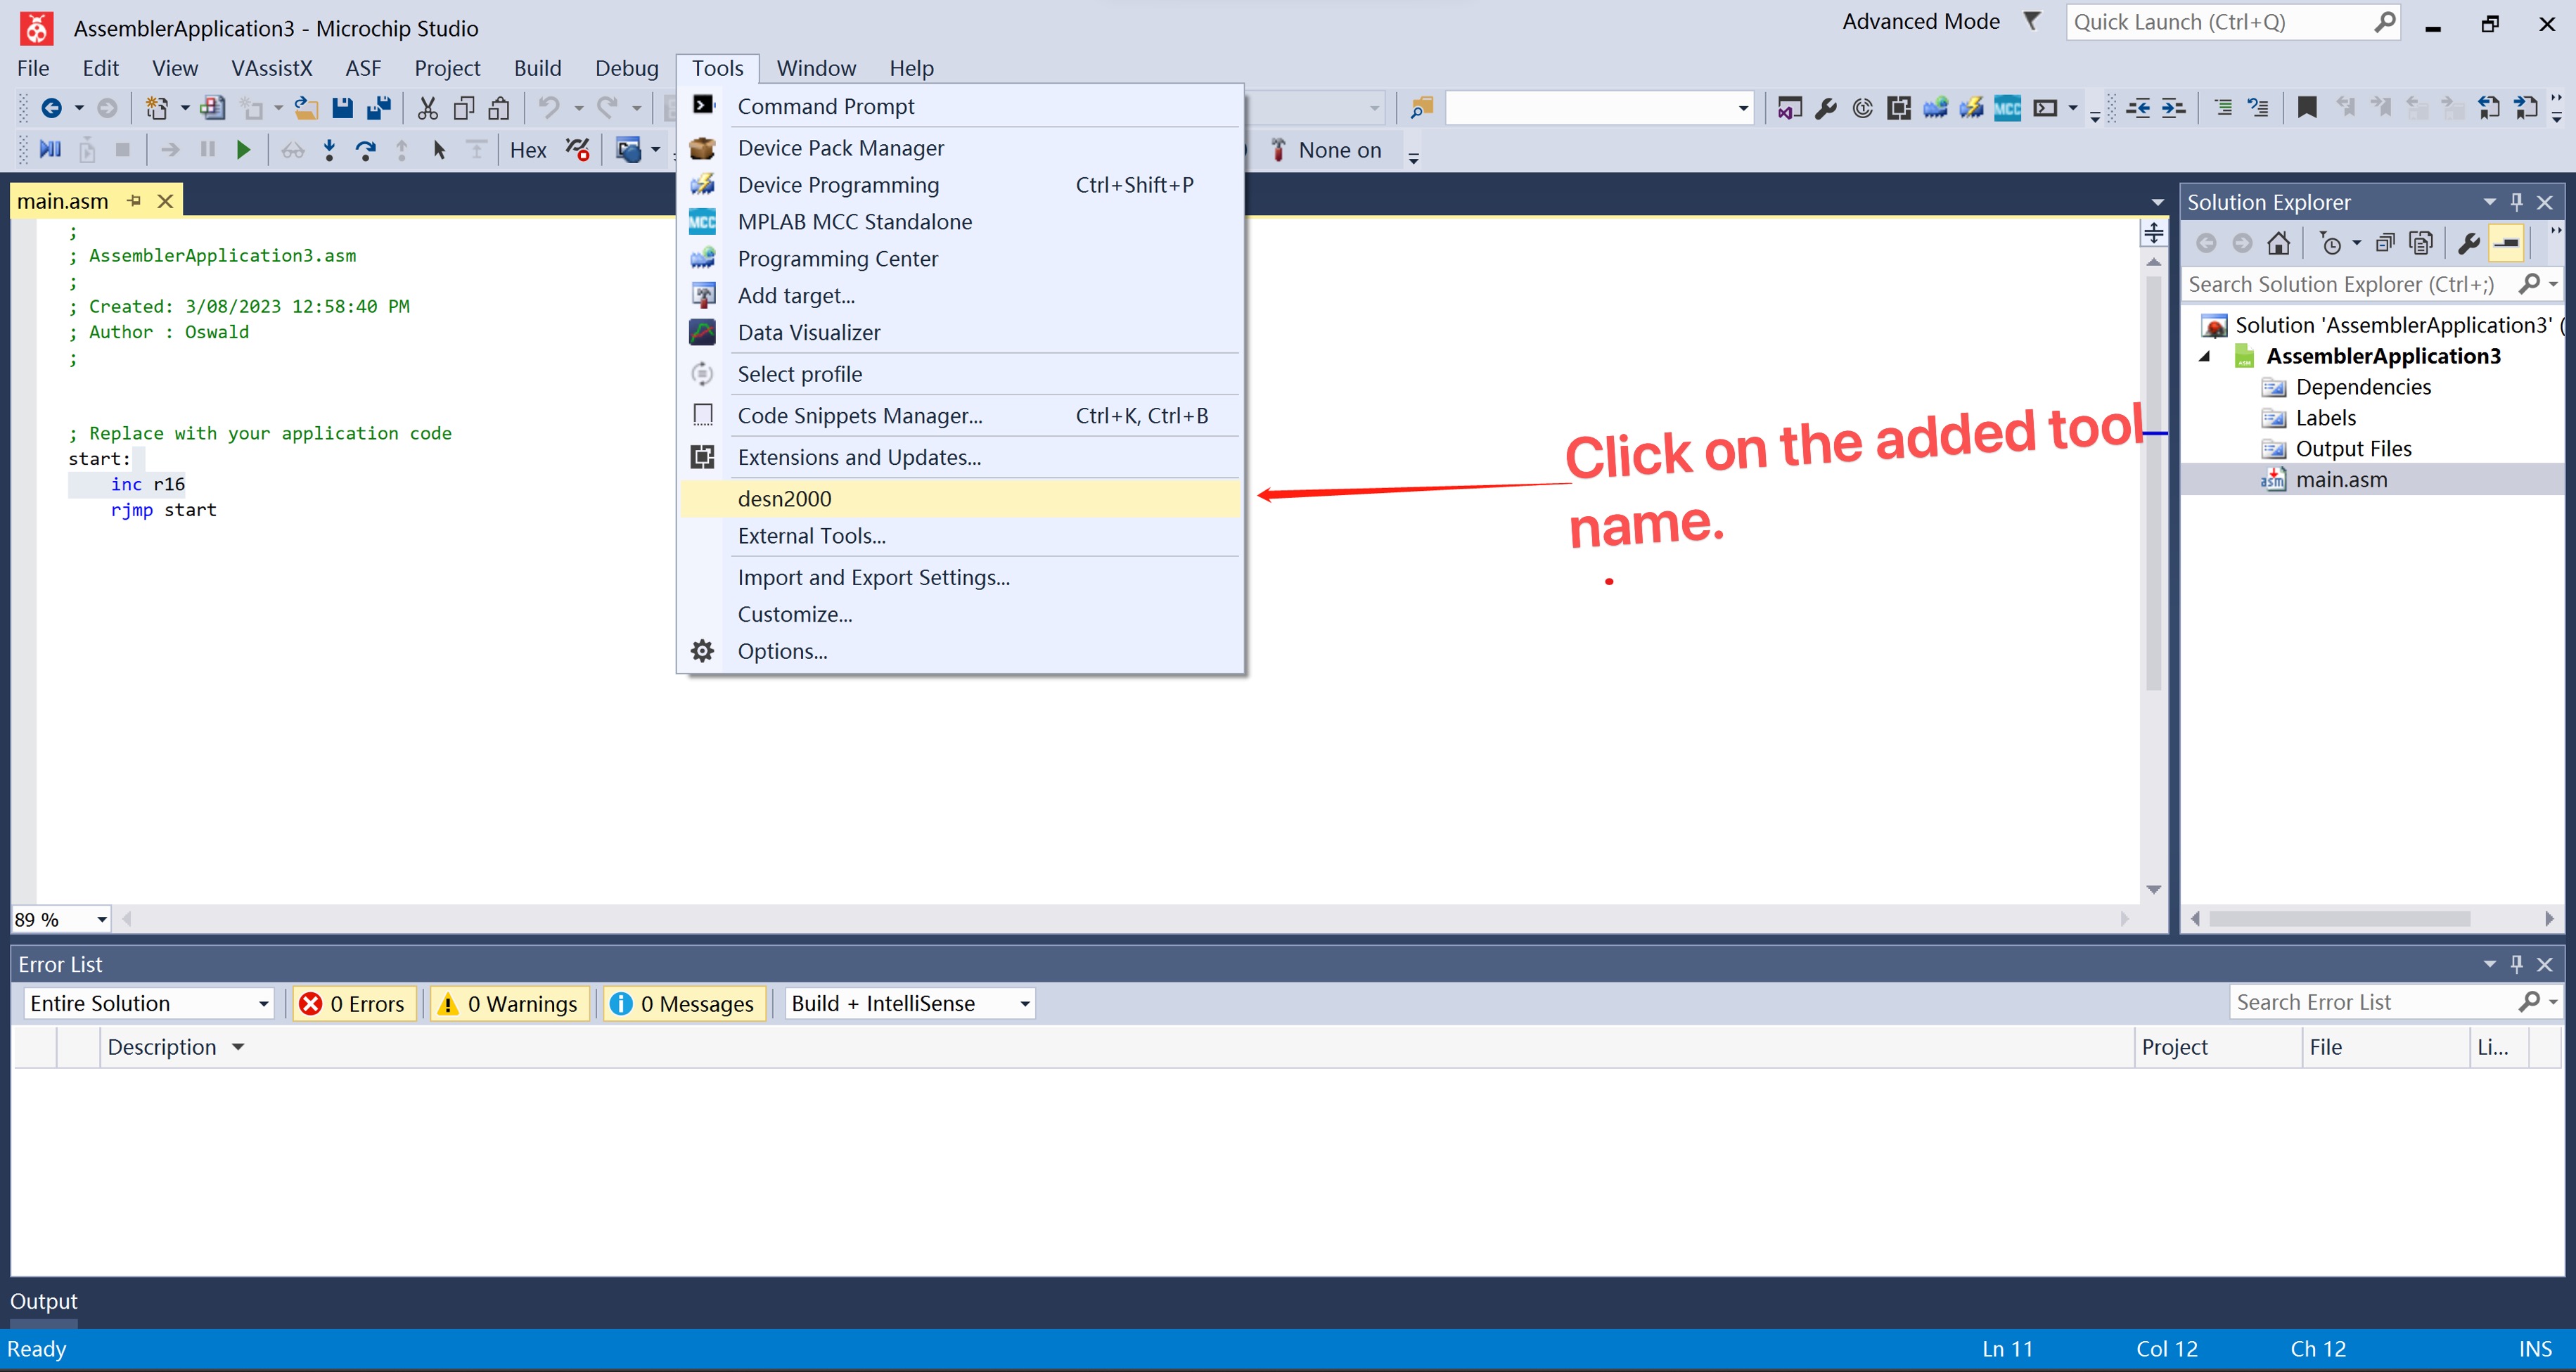 AssemblerApplication3 - Microchip Studio
Advanced Mode
Quick Launch (Ctrl+Q)
File Edit View VAssistX ASF Project Build Debug Tools Window Help
MCC
Hex
None on
Command Prompt
Device Pack Manager
Device Programming Ctrl+Shift+P
MCC MPLAB MCC Standalone
Programming Center
Add target...
Data Visualizer
Select profile
Code Snippets Manager... Ctrl+K, Ctrl+B
Extensions and Updates...
desn2000
External Tools...
Import and Export Settings...
Customize...
Options...
main.asm
;
; AssemblerApplication3.asm
;
; Created: 3/08/2023 12:58:40 PM
; Author : Oswald
;
; Replace with your application code
start:
inc r16
rjmp start
Click on the added tool
name.
Solution Explorer
Search Solution Explorer (Ctrl+;)
Solution 'AssemblerApplication3' (
AssemblerApplication3
Dependencies
Labels
Output Files
asm main.asm
89 %
Error List
Entire Solution 0 Errors 0 Warnings 0 Messages Build + IntelliSense
Search Error List
Description Project File Li...
Output
Ready Ln 11 Col 12 Ch 12 INS